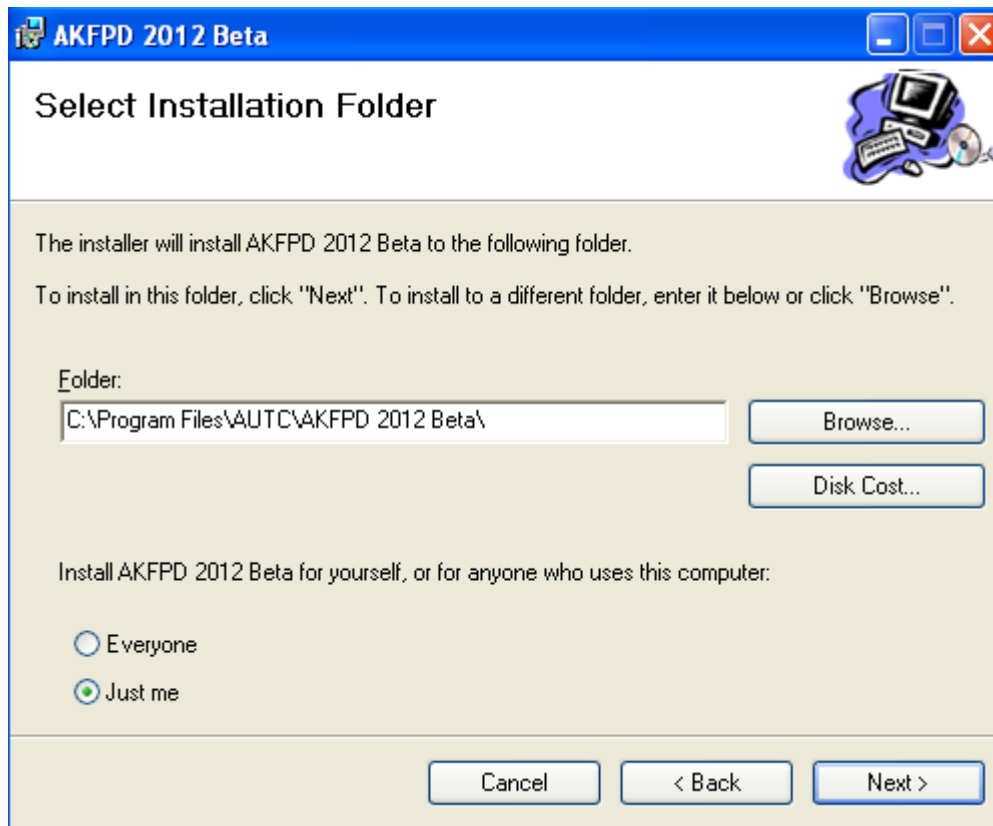 AKFPD 2012 Beta
Select Installation Folder
The installer will install AKFPD 2012 Beta to the following folder.
To install in this folder, click "Next". To install to a different folder, enter it below or click "Browse".
Folder:
C:\Program Files\AUTC\AKFPD 2012 Beta\
Browse...
Disk Cost...
Install AKFPD 2012 Beta for yourself, or for anyone who uses this computer:
Everyone
Just me
Cancel
< Back
Next >